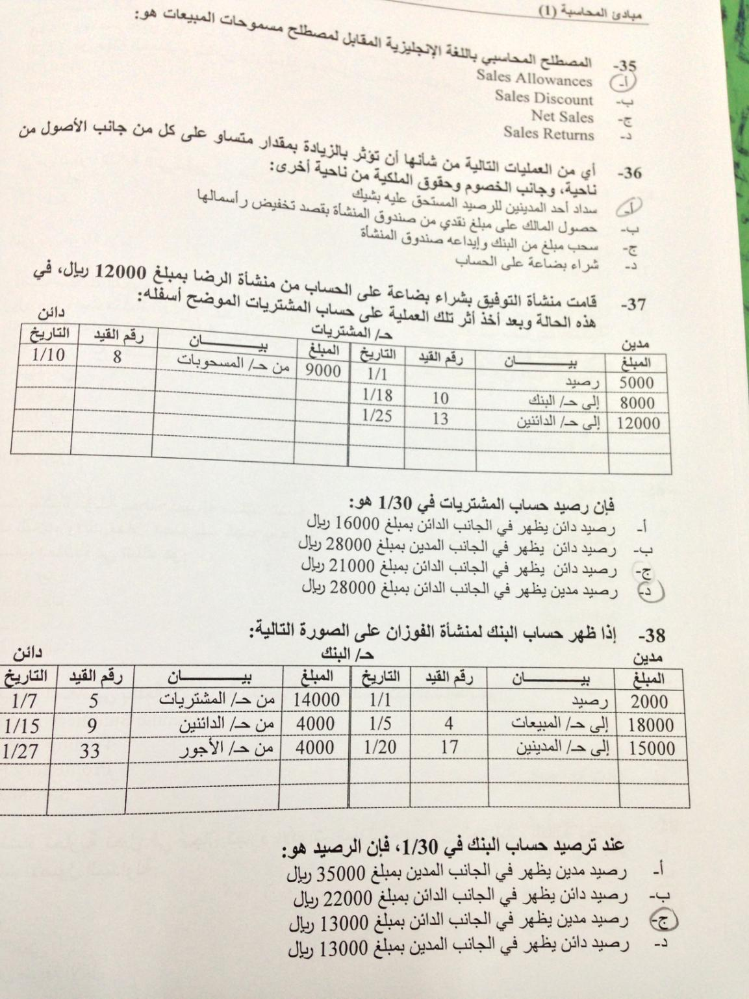 مبادئ المحاسبة (1)
35- المصطلح المحاسبي باللغة الإنجليزية المقابل لمصطلح مسموحات المبيعات هو:
أ- Sales Allowances
ب- Sales Discount
ج- Net Sales
د- Sales Returns
36- أي من العمليات التالية من شأنها أن تؤثر بالزيادة بمقدار متساو على كل من جانب الأصول من
ناحية، وجانب الخصوم وحقوق الملكية من ناحية أخرى:
أ- سداد أحد المدينين للرصيد المستحق عليه بشيك
ب- حصول المالك على مبلغ نقدي من صندوق المنشأة بقصد تخفيض رأسمالها
ج- سحب مبلغ من البنك وإيداعه صندوق المنشأة
د- شراء بضاعة على الحساب
37- قامت منشأة التوفيق بشراء بضاعة على الحساب من منشأة الرضا بمبلغ 12000 ريال، في
هذه الحالة وبعد أخذ أثر تلك العملية على حساب المشتريات الموضح أسفله:
مدين حـ/ المشتريات دائن
المبلغ بيـــــــان رقم القيد التاريخ المبلغ بيـــــــان رقم القيد التاريخ
5000 رصيد 1/1 9000 من حـ/ المسحوبات 8 1/10
8000 إلى حـ/ البنك 10 1/18
12000 إلى حـ/ الدائنين 13 1/25
فإن رصيد حساب المشتريات في 1/30 هو:
أ- رصيد دائن يظهر في الجانب الدائن بمبلغ 16000 ريال
ب- رصيد دائن يظهر في الجانب المدين بمبلغ 28000 ريال
ج- رصيد دائن يظهر في الجانب الدائن بمبلغ 21000 ريال
د- رصيد مدين يظهر في الجانب الدائن بمبلغ 28000 ريال
38- إذا ظهر حساب البنك لمنشأة الفوزان على الصورة التالية:
مدين حـ/ البنك دائن
المبلغ بيـــــــان رقم القيد التاريخ المبلغ بيـــــــان رقم القيد التاريخ
2000 رصيد 1/1 14000 من حـ/ المشتريات 5 1/7
18000 إلى حـ/ المبيعات 4 1/5 4000 من حـ/ الدائنين 9 1/15
15000 إلى حـ/ المدينين 17 1/20 4000 من حـ/ الأجور 33 1/27
عند ترصيد حساب البنك في 1/30، فإن الرصيد هو:
أ- رصيد مدين يظهر في الجانب المدين بمبلغ 35000 ريال
ب- رصيد دائن يظهر في الجانب الدائن بمبلغ 22000 ريال
ج- رصيد مدين يظهر في الجانب الدائن بمبلغ 13000 ريال
د- رصيد دائن يظهر في الجانب المدين بمبلغ 13000 ريال